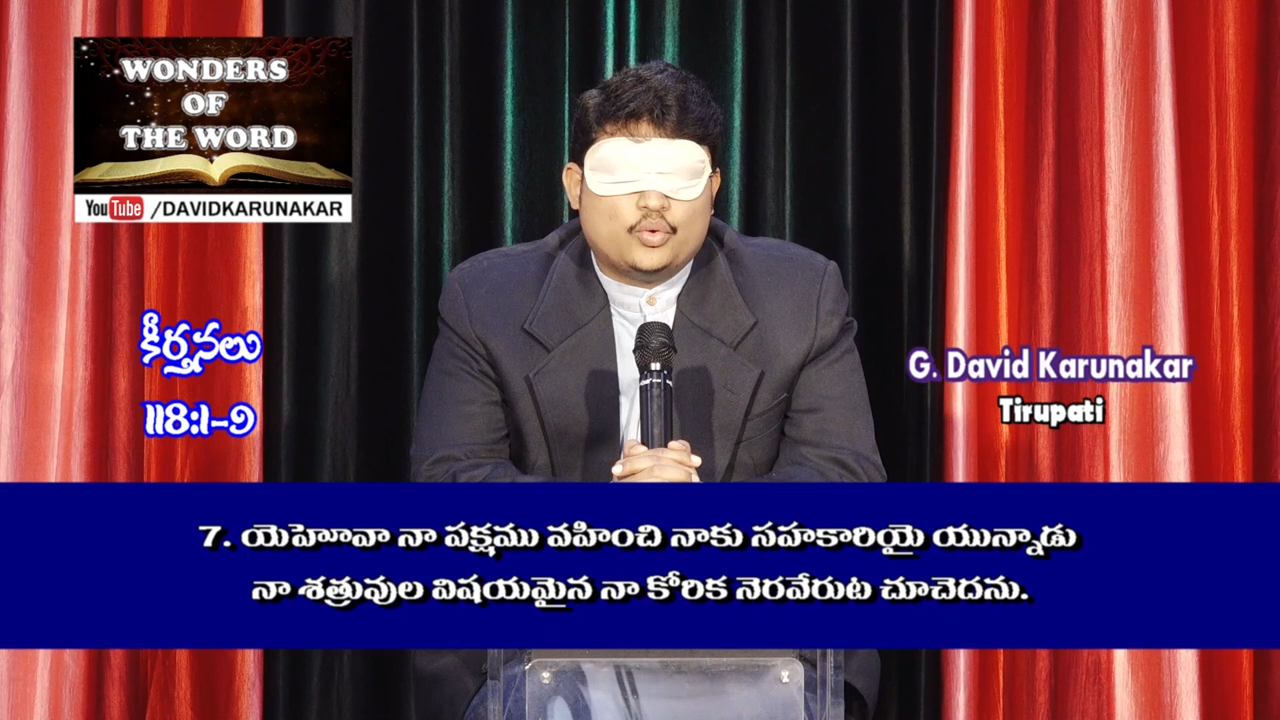 WONDERS
OF
THE WORD
YouTube /DAVIDKARUNAKAR
కీర్తనలు
118:1-9
G. David Karunakar
Tirupati
7. యెహోవా నా పక్షము వహించి నాకు సహకారియై యున్నాడు
నా శత్రువుల విషయమైన నా కోరిక నెరవేరుట చూచెదను.